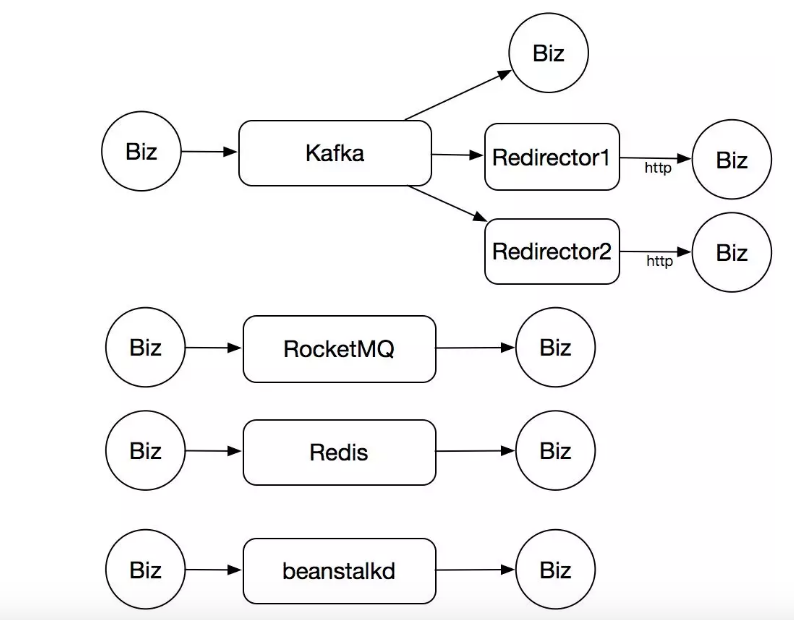 Biz
Biz
Kafka
Redirector1
http
Biz
Redirector2
http
Biz
Biz
RocketMQ
Biz
Biz
Redis
Biz
Biz
beanstalkd
Biz